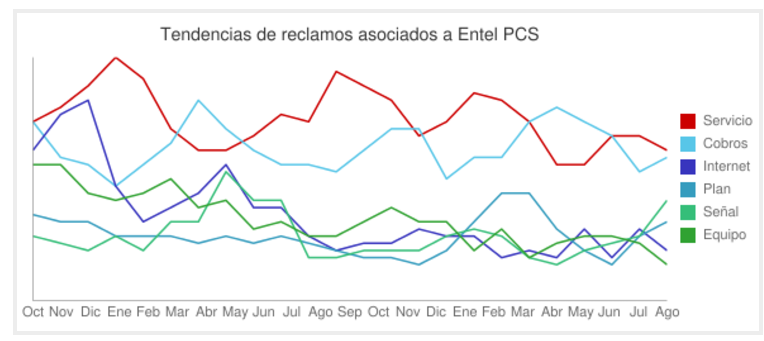 Tendencias de reclamos asociados a Entel PCS
Servicio
Cobros
Internet
Plan
Señal
Equipo
Oct Nov Dic Ene Feb Mar Abr May Jun Jul Ago Sep Oct Nov Dic Ene Feb Mar Abr May Jun Jul Ago